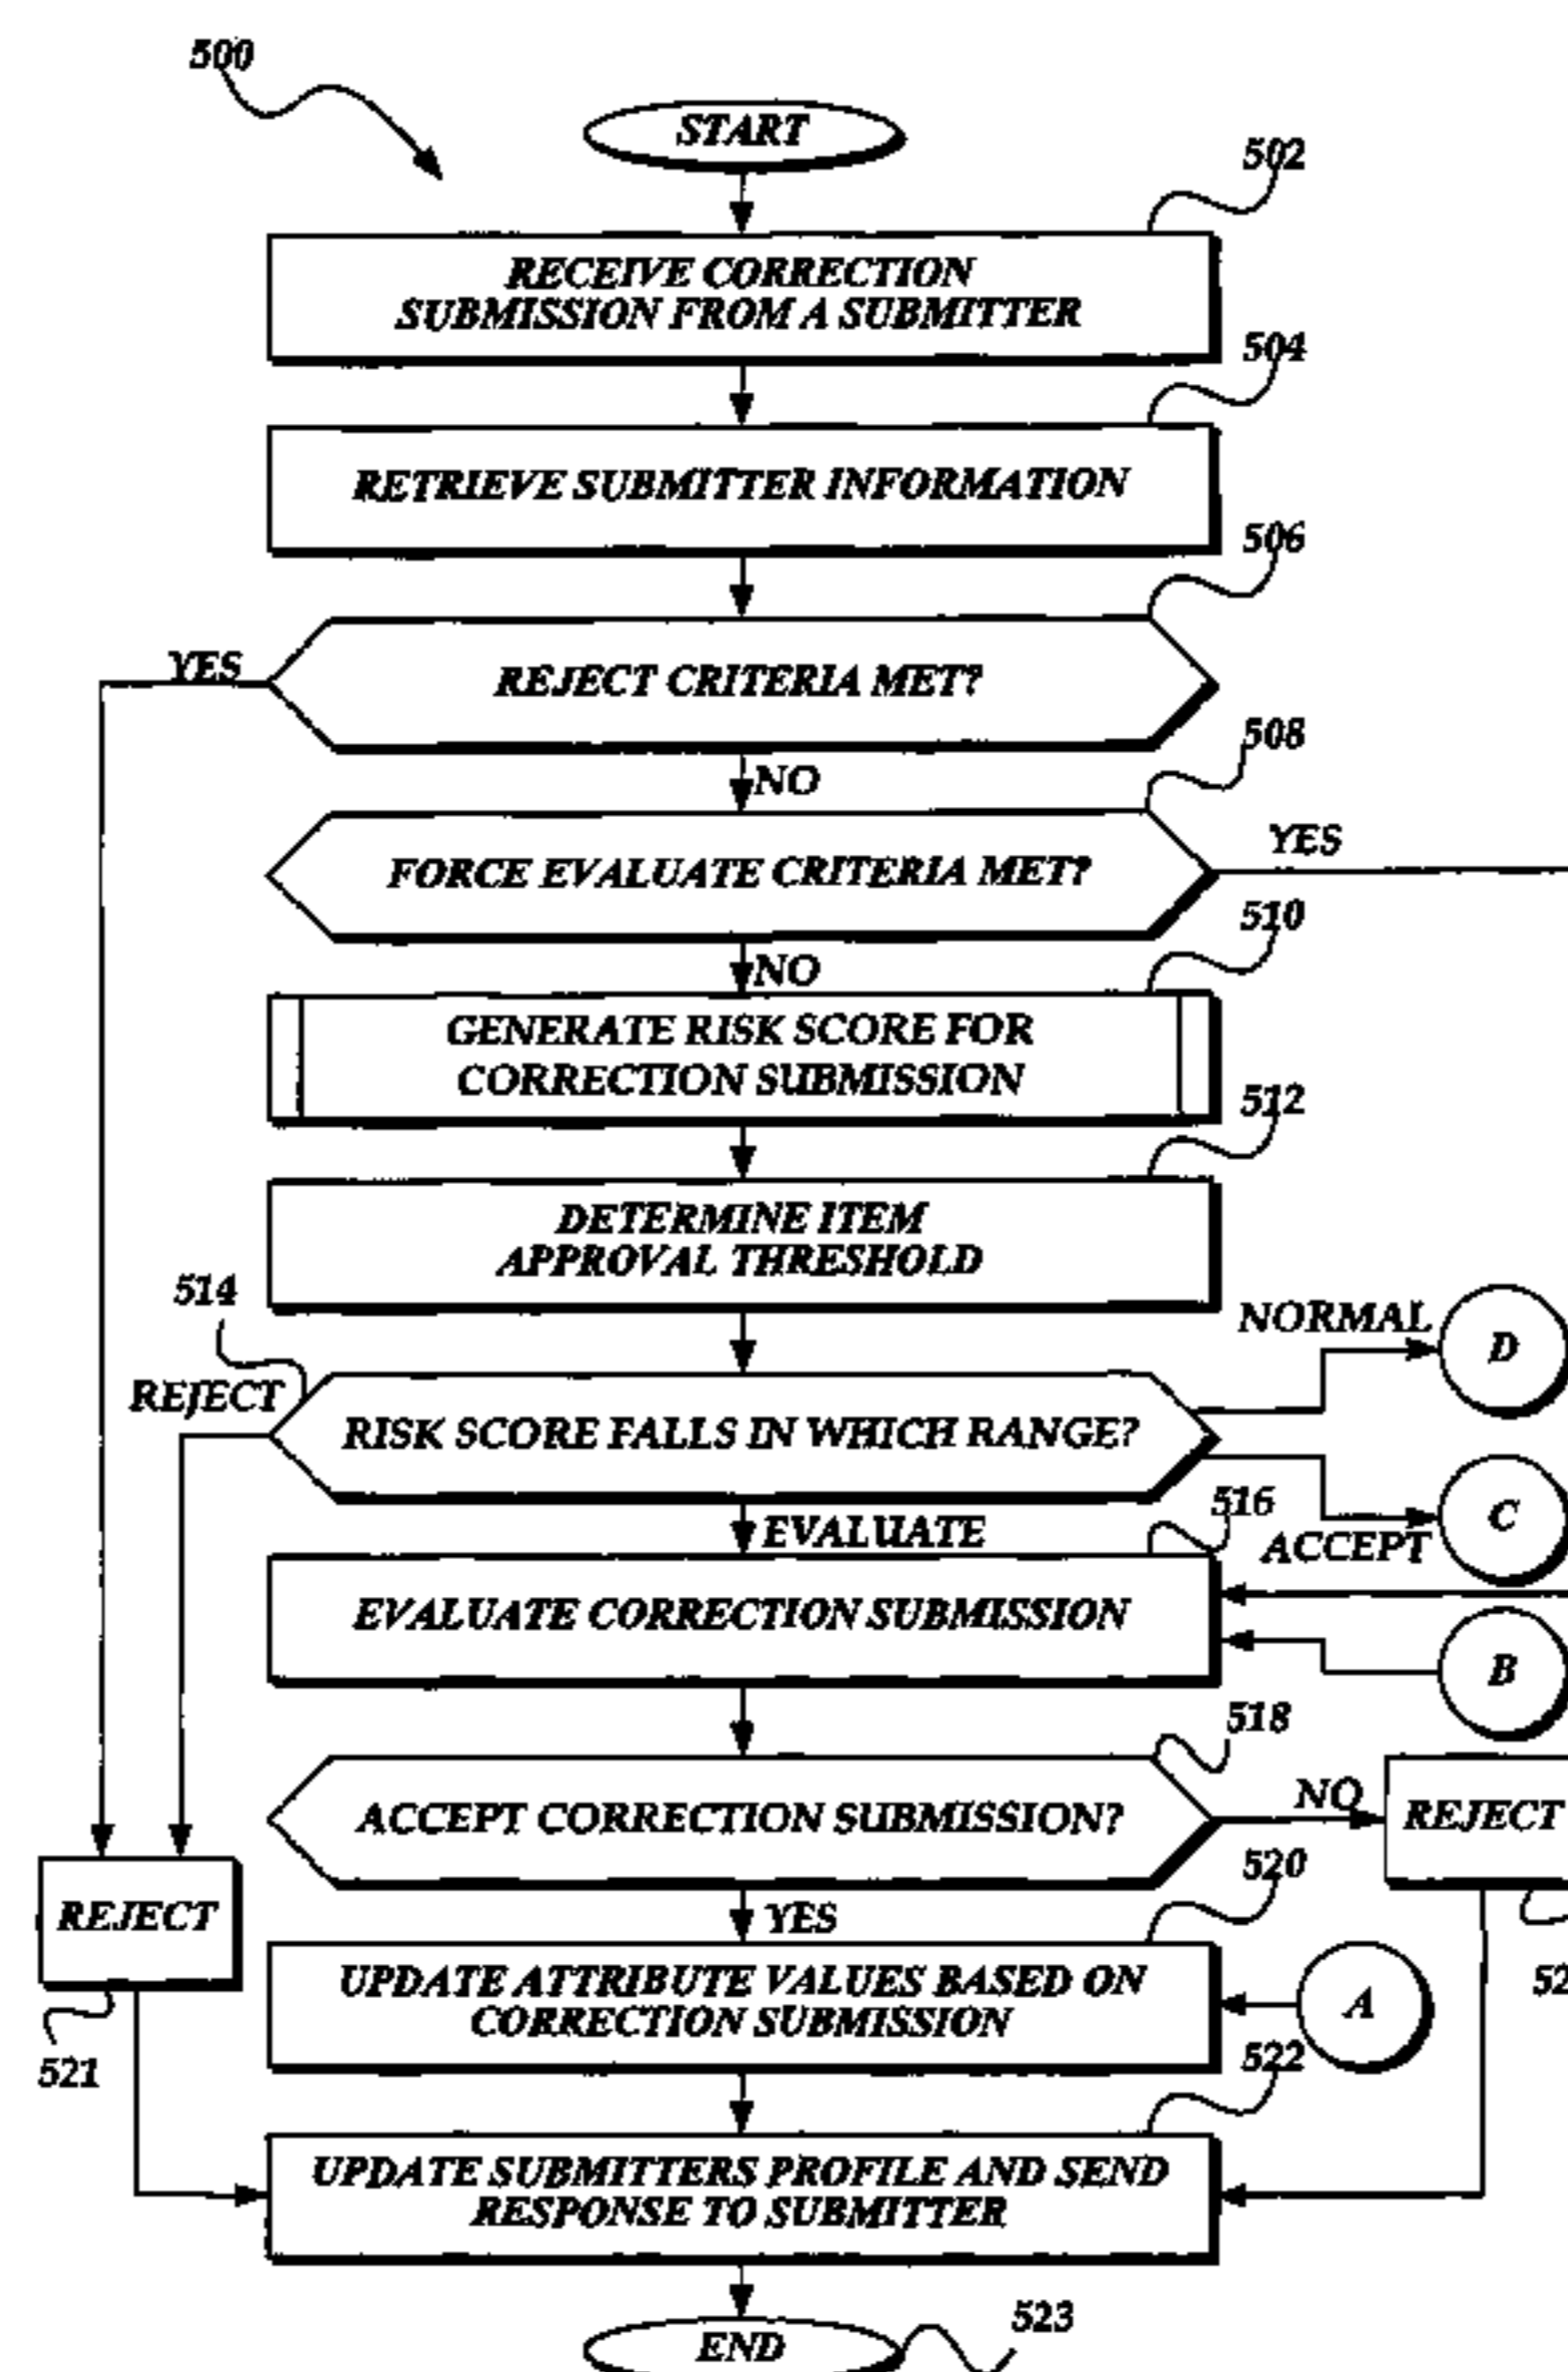 500
START
502
RECEIVE CORRECTION
SUBMISSION FROM A SUBMITTER
504
RETRIEVE SUBMITTER INFORMATION
506
YES
REJECT CRITERIA MET?
508
NO
FORCE EVALUATE CRITERIA MET?
YES
510
NO
GENERATE RISK SCORE FOR
CORRECTION SUBMISSION
512
DETERMINE ITEM
APPROVAL THRESHOLD
514
NORMAL
D
REJECT
RISK SCORE FALLS IN WHICH RANGE?
C
ACCEPT
516
EVALUATE
EVALUATE CORRECTION SUBMISSION
B
518
ACCEPT CORRECTION SUBMISSION?
NO
REJECT
520
YES
REJECT
UPDATE ATTRIBUTE VALUES BASED ON
CORRECTION SUBMISSION
A
521
522
UPDATE SUBMITTERS PROFILE AND SEND
RESPONSE TO SUBMITTER
523
END